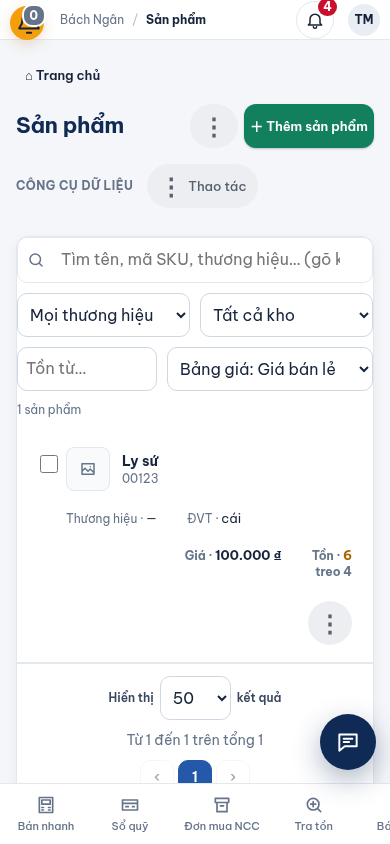 0
Bách Ngân / Sản phẩm
4
TM
Trang chủ
Sản phẩm
+ Thêm sản phẩm
CÔNG CỤ DỮ LIỆU
Thao tác
Tìm tên, mã SKU, thương hiệu... (gõ k
Mọi thương hiệu
Tất cả kho
Tồn từ...
Bảng giá: Giá bán lẻ
1 sản phẩm
Ly sứ
00123
Thương hiệu · —
ĐVT · cái
Giá · 100.000 đ
Tồn · 6
treo 4
Hiển thị 50 kết quả
Từ 1 đến 1 trên tổng 1
‹ 1 ›
Bán nhanh
Sổ quỹ
Đơn mua NCC
Tra tồn